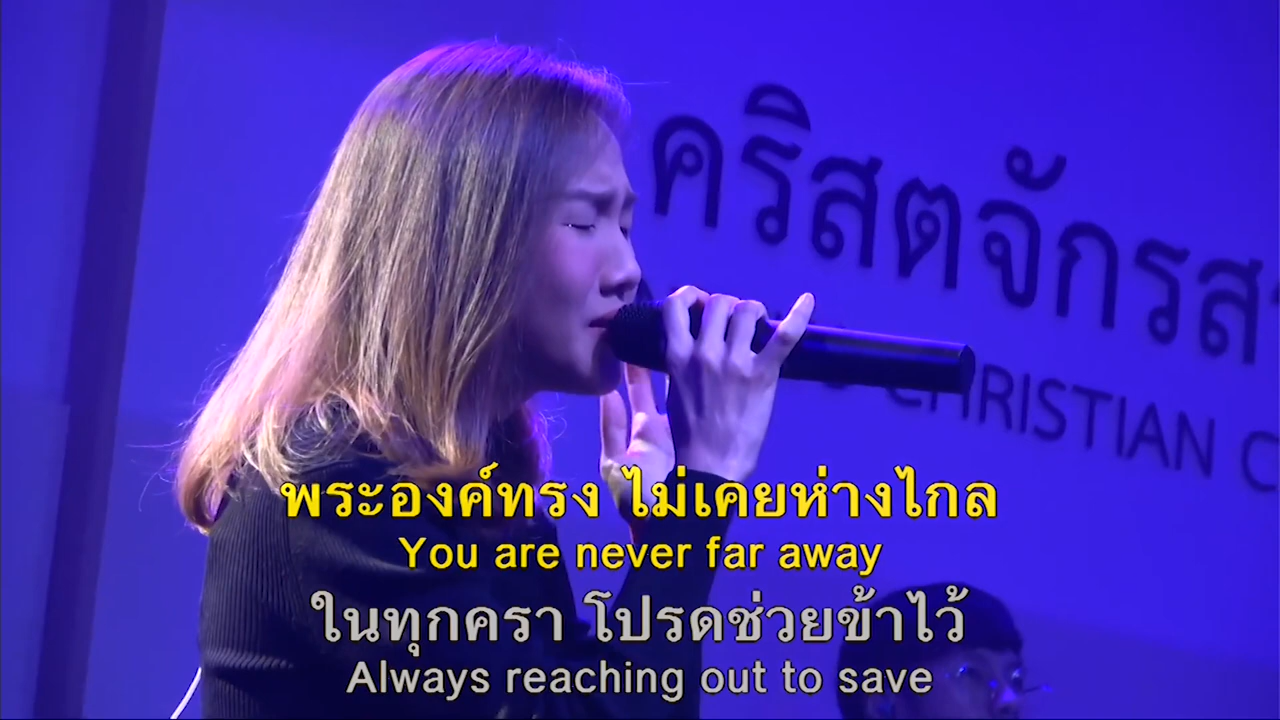 คริสตจักรส
CHRISTIAN C
พระองค์ทรง ไม่เคยห่างไกล
You are never far away
ในทุกครา โปรดช่วยข้าไว้
Always reaching out to save